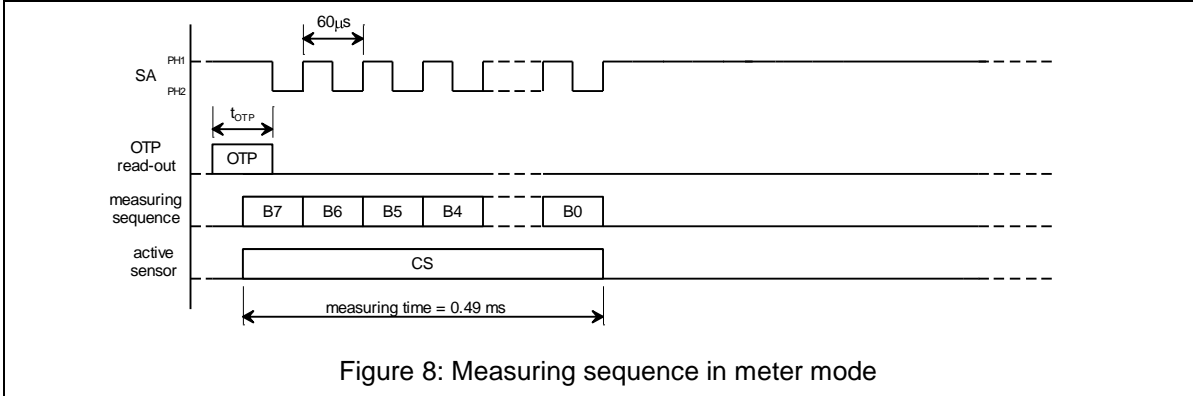 60µs
PH1
SA
PH2
tOTP
OTP
read-out
OTP
measuring
sequence
B7 B6 B5 B4 B0
active
sensor
CS
measuring time = 0.49 ms
Figure 8: Measuring sequence in meter mode